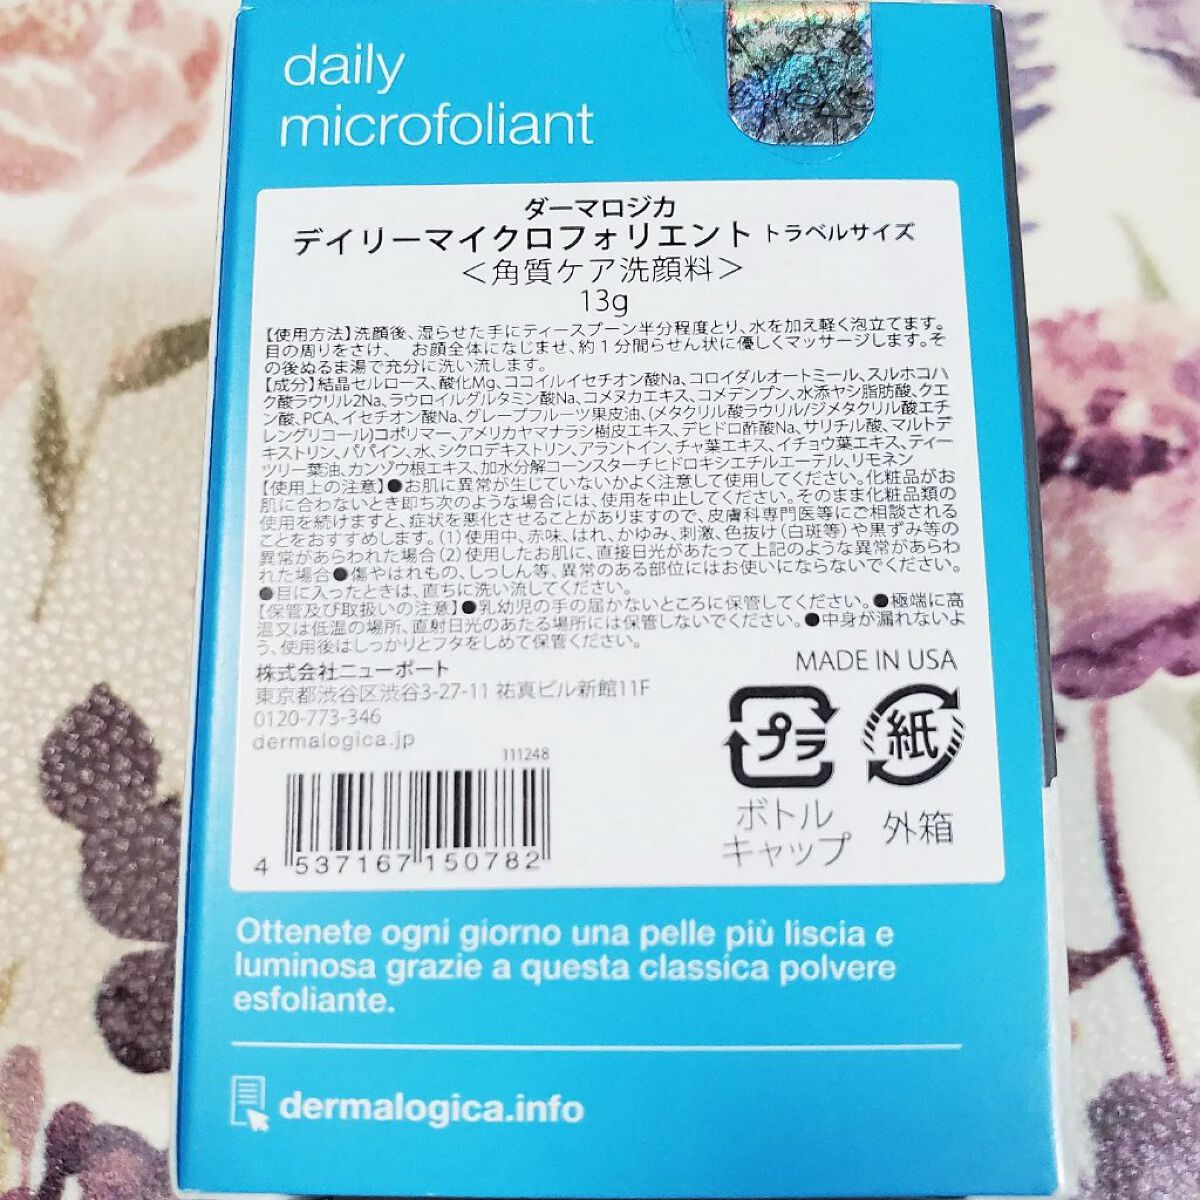 daily
microfoliant
ダーマロジカ
デイリーマイクロフォリエント トラベルサイズ
＜角質ケア洗顔料＞
13g
【使用方法】洗顔後、湿らせた手にティースプーン半分程度とり、水を加え軽く泡立てます。
目の周りをさけ、 お顔全体になじませ、約1分間らせん状に優しくマッサージします。そ
の後ぬるま湯で充分に洗い流します。
【成分】結晶セルロース、酸化Mg、ココイルイセチオン酸Na、コロイダルオートミール、スルホコハ
ク酸ラウリル2Na、ラウロイルグルタミン酸Na、コメヌカエキス、コメデンプン、水添ヤシ脂肪酸、クエ
ン酸、PCA、イセチオン酸Na、グレープフルーツ果皮油、(メタクリル酸ラウリル/ジメタクリル酸エチ
レングリコール)コポリマー、アメリカヤマナラシ樹皮エキス、デヒドロ酢酸Na、サリチル酸、マルトデ
キストリン、パパイン、水、シクロデキストリン、アラントイン、チャ葉エキス、イチョウ葉エキス、ティー
ツリー葉油、カンゾウ根エキス、加水分解コーンスターチヒドロキシエチルエーテル、リモネン
【使用上の注意】●お肌に異常が生じていないかよく注意して使用してください。化粧品がお
肌に合わないとき即ち次のような場合には、使用を中止してください。そのまま化粧品類の
使用を続けますと、症状を悪化させることがありますので、皮膚科専門医等にご相談される
ことをおすすめします。(1)使用中、赤味、はれ、かゆみ、刺激、色抜け(白斑等)や黒ずみ等の
異常があらわれた場合(2)使用したお肌に、直接日光があたって上記のような異常があらわ
れた場合●傷やはれもの、しっしん等、異常のある部位にはお使いにならないでください。
●目に入ったときは、直ちに洗い流してください。
【保管及び取扱いの注意】●乳幼児の手の届かないところに保管してください。●極端に高
温又は低温の場所、直射日光のあたる場所には保管しないでください。●中身が漏れないよ
う、使用後はしっかりとフタをしめて保管ください。
株式会社ニューポート
東京都渋谷区渋谷3-27-11 祐真ビル新館11F
0120-773-346
dermalogica.jp
MADE IN USA
プラ
紙
ボトル
キャップ
外箱
111248
4 537167 150782
Ottenete ogni giorno una pelle più liscia e
luminosa grazie a questa classica polvere
esfoliante.
dermalogica.info